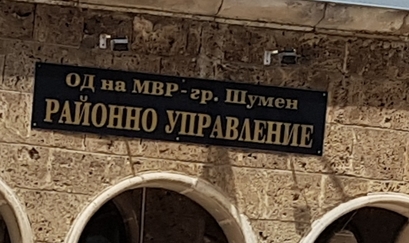 ОД на МВР-гр. Шумен
РАЙОННО УПРАВЛЕНИЕ